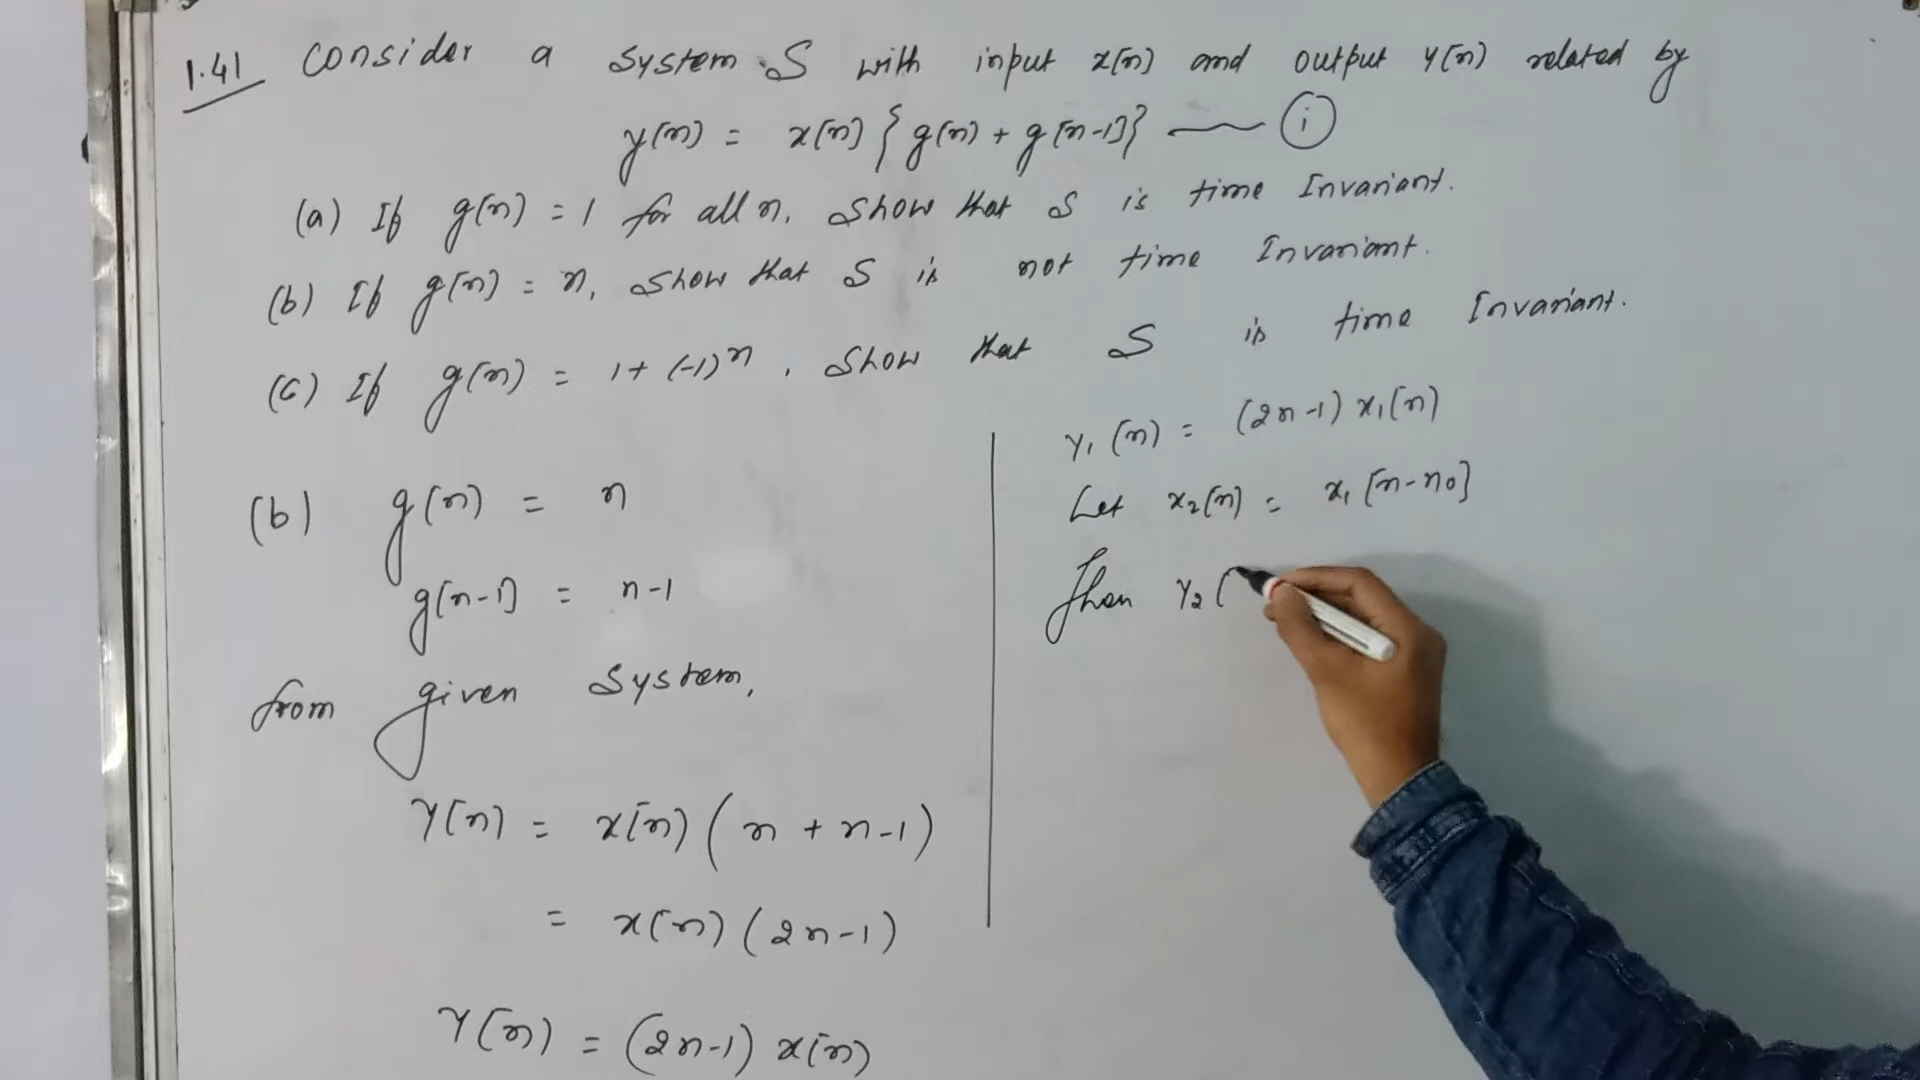 1.41 Consider a system S with input x[n] and output y[n] related by
y[n] = x[n] { g[n] + g[n-1] } — (i)
(a) If g[n] = 1 for all n, Show that S is time Invariant.
(b) If g[n] = n, Show that S is not time Invariant.
(c) If g[n] = 1 + (-1)^n, Show that S is time Invariant.
(b) g[n] = n
g[n-1] = n-1
from given System,
Y[n] = x[n] ( n + n-1 )
= x[n] (2n-1)
Y[n] = (2n-1) x[n]
Y₁[n] = (2n-1) x₁[n]
Let x₂[n] = x₁[n-n₀]
Then Y₂[